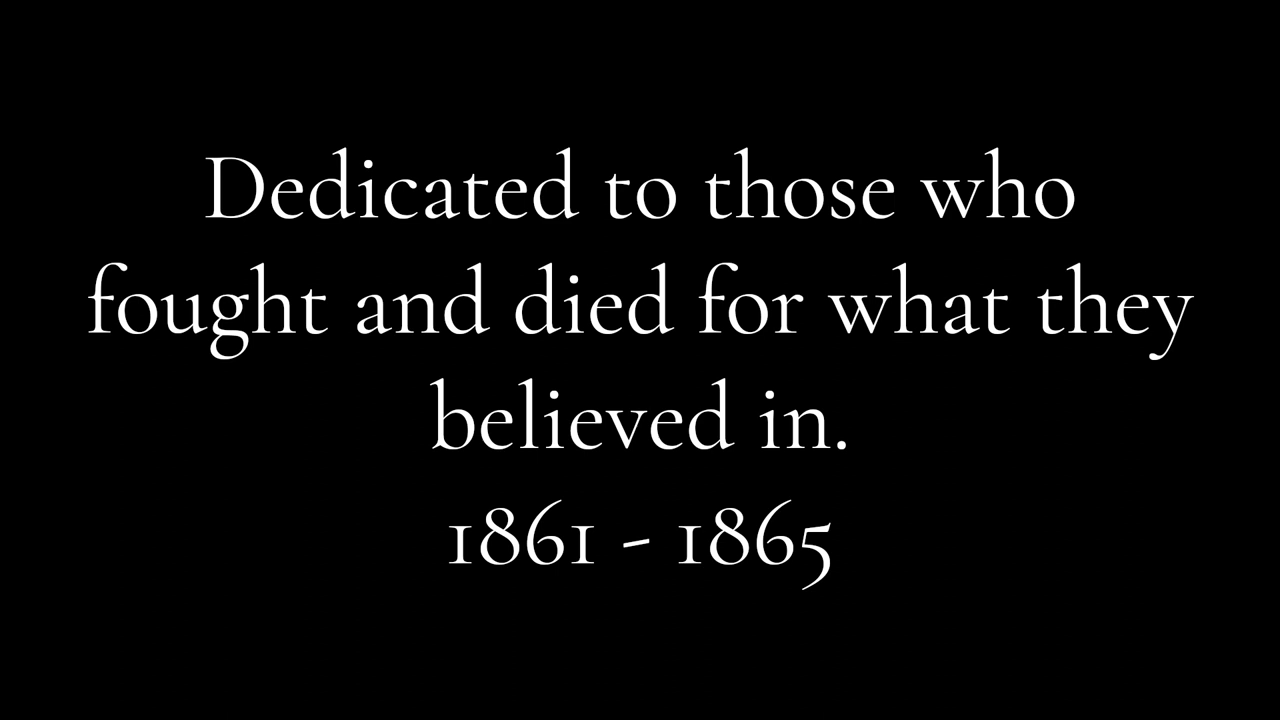 Dedicated to those who
fought and died for what they
believed in.
1861 - 1865